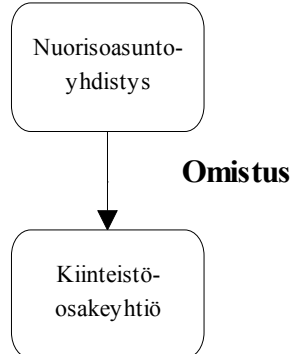 Nuorisoasunto-
yhdistys
Omistus
Kiinteistö-
osakeyhtiö